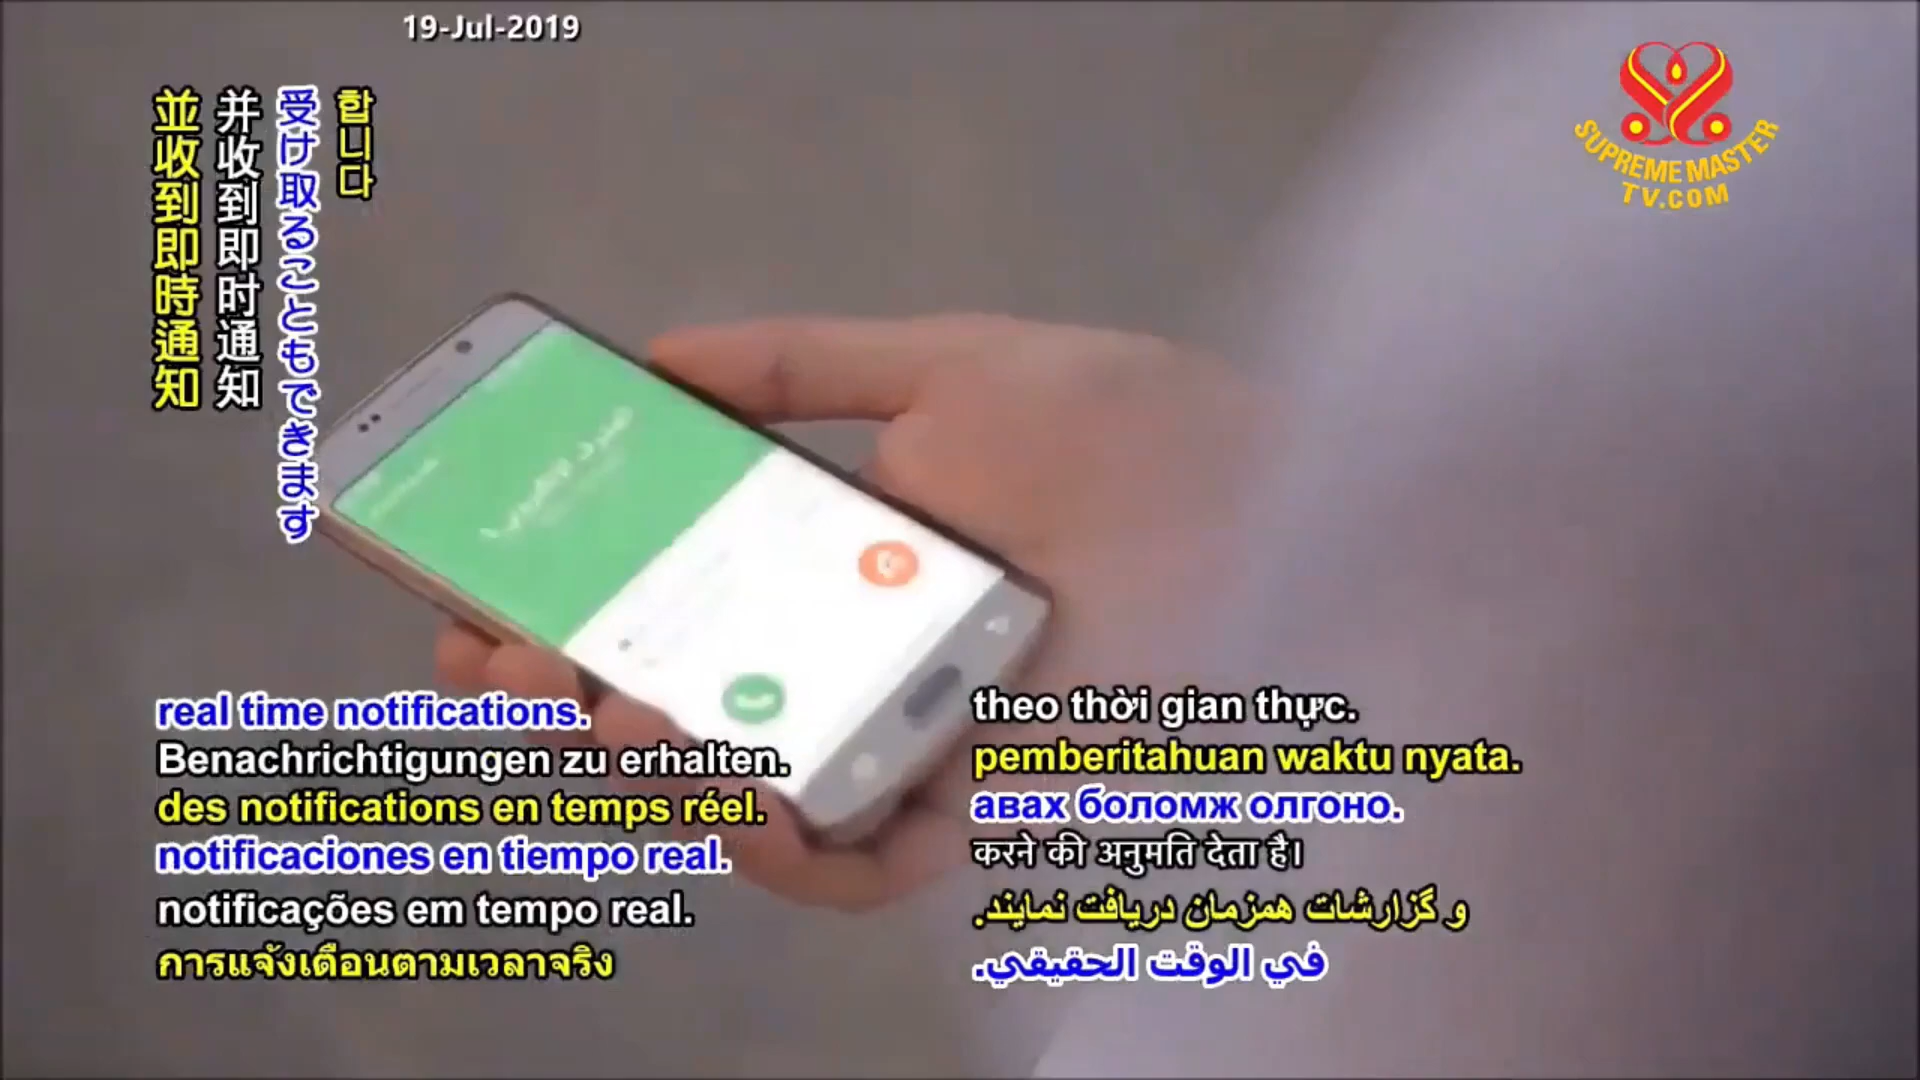 19-Jul-2019
SUPREME MASTER
TV.COM
합니다
受け取ることもできます
并收到即时通知
並收到即時通知
real time notifications.
Benachrichtigungen zu erhalten.
des notifications en temps réel.
notificaciones en tiempo real.
notificações em tempo real.
การแจ้งเตือนตามเวลาจริง
theo thời gian thực.
pemberitahuan waktu nyata.
авах боломж олгоно.
करने की अनुमति देता है।
و گزارشات همزمان دریافت نمایند.
في الوقت الحقيقي.